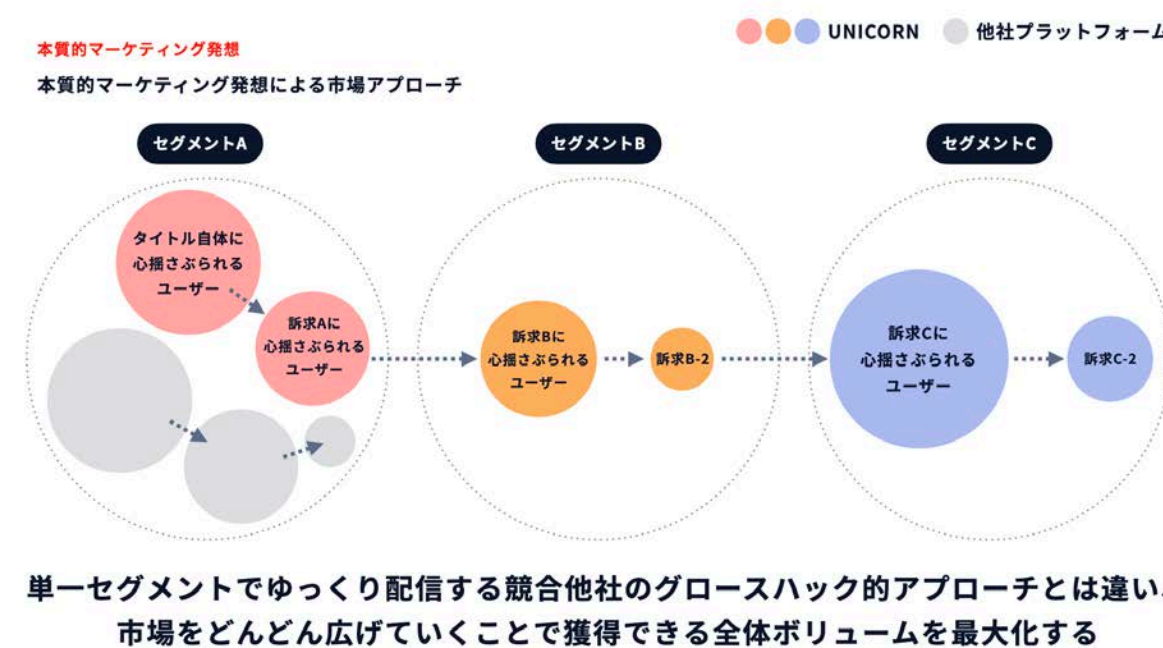 UNICORN 他社プラットフォーム
本質的マーケティング発想
本質的マーケティング発想による市場アプローチ
セグメントA
セグメントB
セグメントC
タイトル自体に
心揺さぶられる
ユーザー
訴求Aに
心揺さぶられる
ユーザー
訴求Bに
心揺さぶられる
ユーザー
訴求B-2
訴求Cに
心揺さぶられる
ユーザー
訴求C-2
単一セグメントでゆっくり配信する競合他社のグロースハック的アプローチとは違い、
市場をどんどん広げていくことで獲得できる全体ボリュームを最大化する